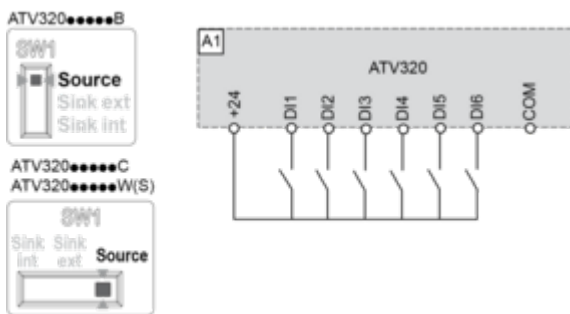 ATV320●●●●●B
SW1
Source
Sink ext
Sink int
ATV320●●●●●C
ATV320●●●●●W(S)
SW1
Sink int
Sink ext
Source
A1
ATV320
+24
DI1
DI2
DI3
DI4
DI5
DI6
COM